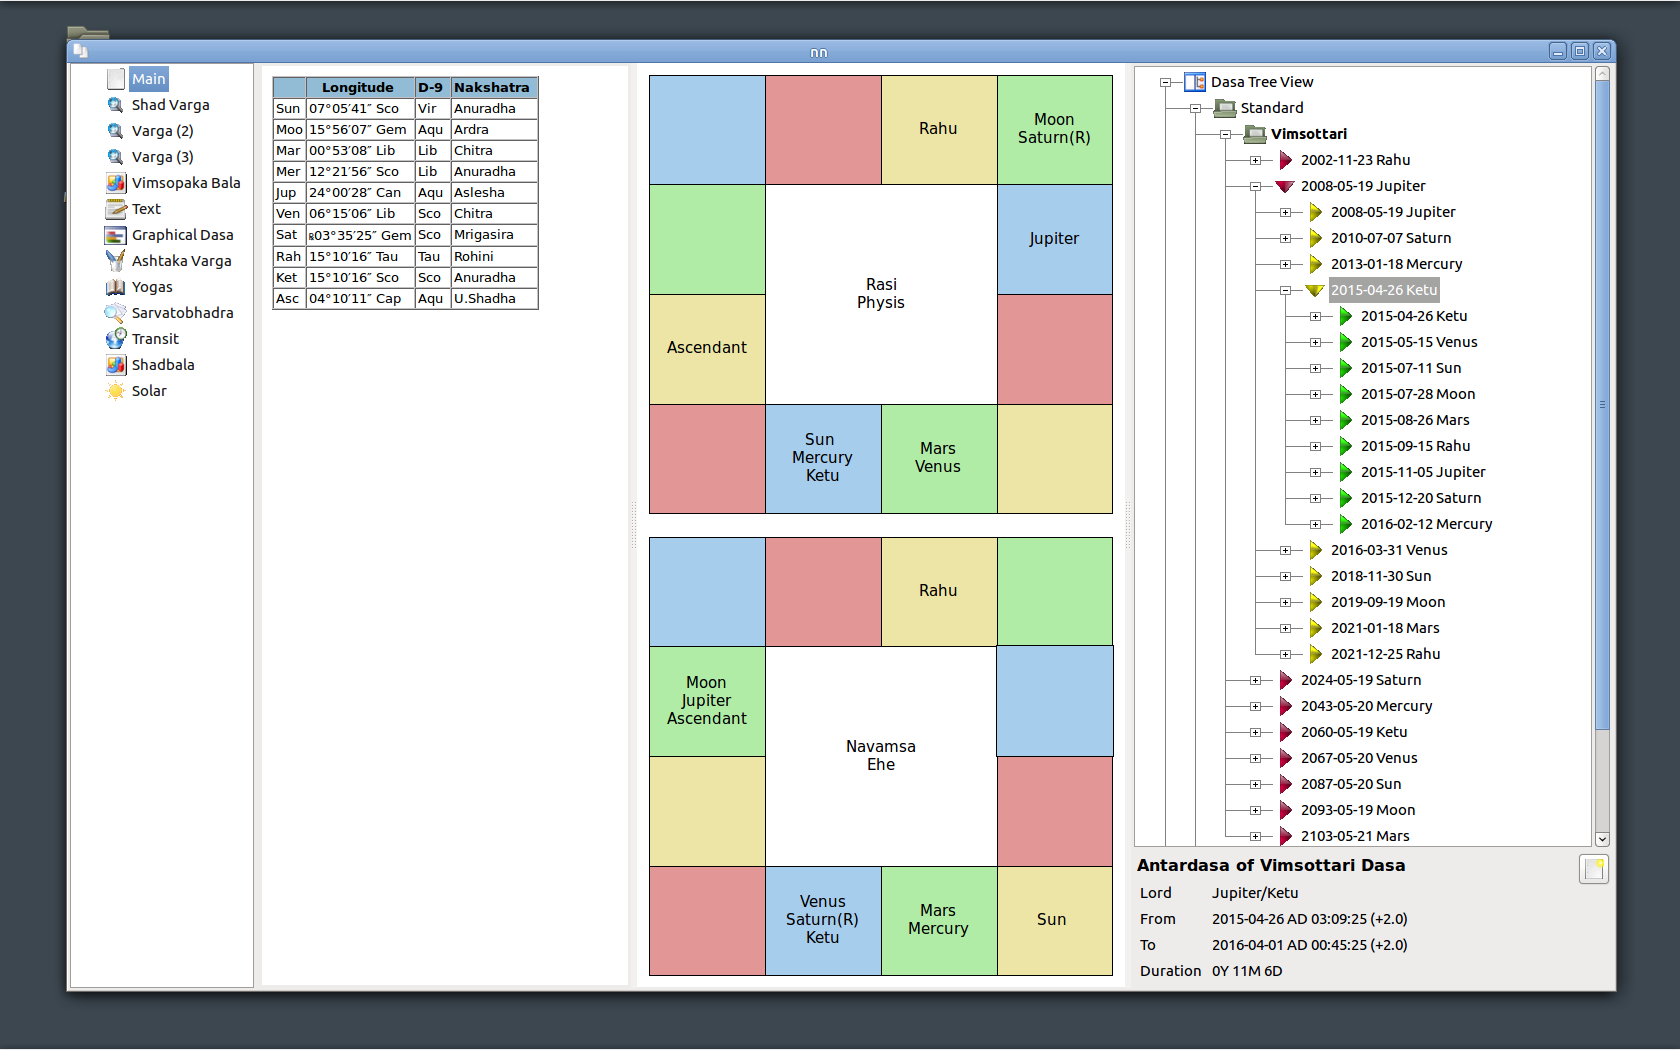 nn
Main
Shad Varga
Varga (2)
Varga (3)
Vimsopaka Bala
Text
Graphical Dasa
Ashtaka Varga
Yogas
Sarvatobhadra
Transit
Shadbala
Solar
Longitude D-9 Nakshatra
Sun 07°05′41″ Sco Vir Anuradha
Moo 15°56′07″ Gem Aqu Ardra
Mar 00°53′08″ Lib Lib Chitra
Mer 12°21′56″ Sco Lib Anuradha
Jup 24°00′28″ Can Aqu Aslesha
Ven 06°15′06″ Lib Sco Chitra
Sat R03°35′25″ Gem Sco Mrigasira
Rah 15°10′16″ Tau Tau Rohini
Ket 15°10′16″ Sco Sco Anuradha
Asc 04°10′11″ Cap Aqu U.Shadha
Rahu
Moon
Saturn(R)
Jupiter
Rasi
Physis
Ascendant
Sun
Mercury
Ketu
Mars
Venus
Rahu
Moon
Jupiter
Ascendant
Navamsa
Ehe
Venus
Saturn(R)
Ketu
Mars
Mercury
Sun
Dasa Tree View
Standard
Vimsottari
2002-11-23 Rahu
2008-05-19 Jupiter
2008-05-19 Jupiter
2010-07-07 Saturn
2013-01-18 Mercury
2015-04-26 Ketu
2015-04-26 Ketu
2015-05-15 Venus
2015-07-11 Sun
2015-07-28 Moon
2015-08-26 Mars
2015-09-15 Rahu
2015-11-05 Jupiter
2015-12-20 Saturn
2016-02-12 Mercury
2016-03-31 Venus
2018-11-30 Sun
2019-09-19 Moon
2021-01-18 Mars
2021-12-25 Rahu
2024-05-19 Saturn
2043-05-20 Mercury
2060-05-19 Ketu
2067-05-20 Venus
2087-05-20 Sun
2093-05-19 Moon
2103-05-21 Mars
Antardasa of Vimsottari Dasa
Lord Jupiter/Ketu
From 2015-04-26 AD 03:09:25 (+2.0)
To 2016-04-01 AD 00:45:25 (+2.0)
Duration 0Y 11M 6D